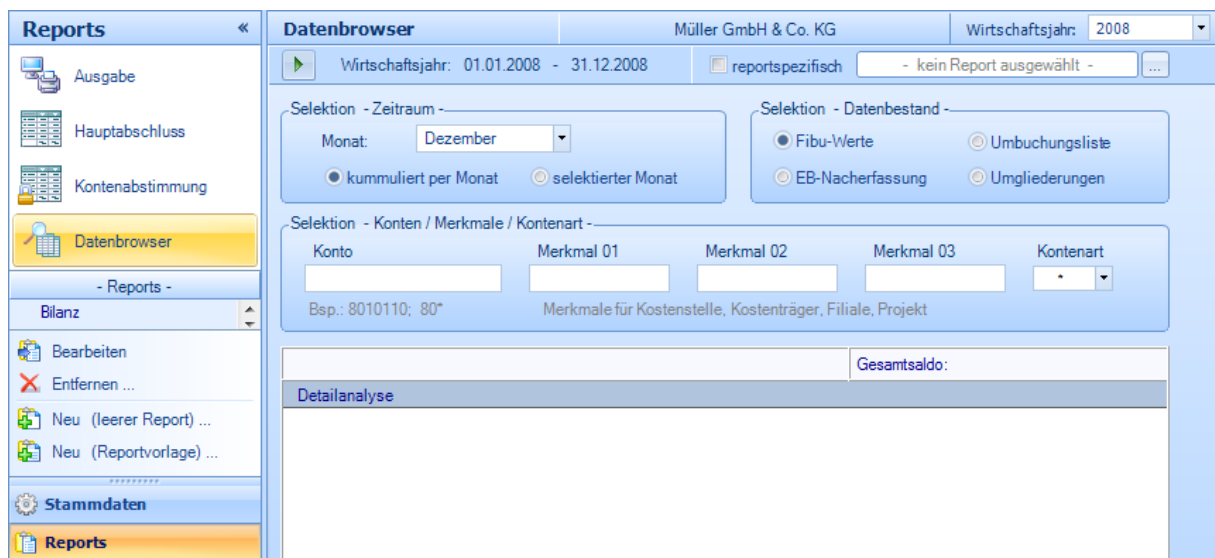 Reports «
Ausgabe
Hauptabschluss
Kontenabstimmung
Datenbrowser
- Reports -
Bilanz
Bearbeiten
Entfernen ...
Neu (leerer Report) ...
Neu (Reportvorlage) ...
Stammdaten
Reports
Datenbrowser Müller GmbH & Co. KG Wirtschaftsjahr: 2008
Wirtschaftsjahr: 01.01.2008 - 31.12.2008 reportspezifisch - kein Report ausgewählt - ...
Selektion - Zeitraum -
Monat: Dezember
kummuliert per Monat selektierter Monat
Selektion - Datenbestand -
Fibu-Werte Umbuchungsliste
EB-Nacherfassung Umgliederungen
Selektion - Konten / Merkmale / Kontenart -
Konto Merkmal 01 Merkmal 02 Merkmal 03 Kontenart
*
Bsp.: 8010110; 80* Merkmale für Kostenstelle, Kostenträger, Filiale, Projekt
Gesamtsaldo:
Detailanalyse